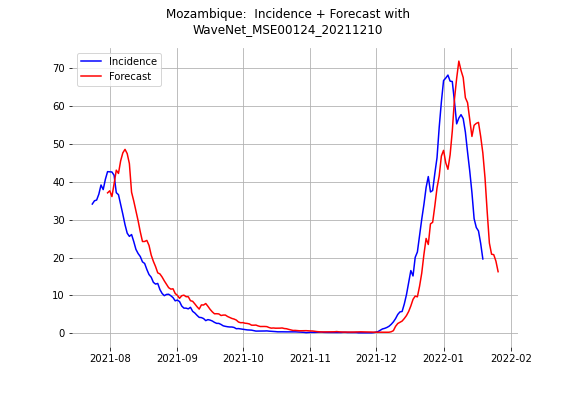 Mozambique:  Incidence + Forecast with
WaveNet_MSE00124_20211210
Incidence
Forecast
70
60
50
40
30
20
10
0
2021-08 2021-09 2021-10 2021-11 2021-12 2022-01 2022-02